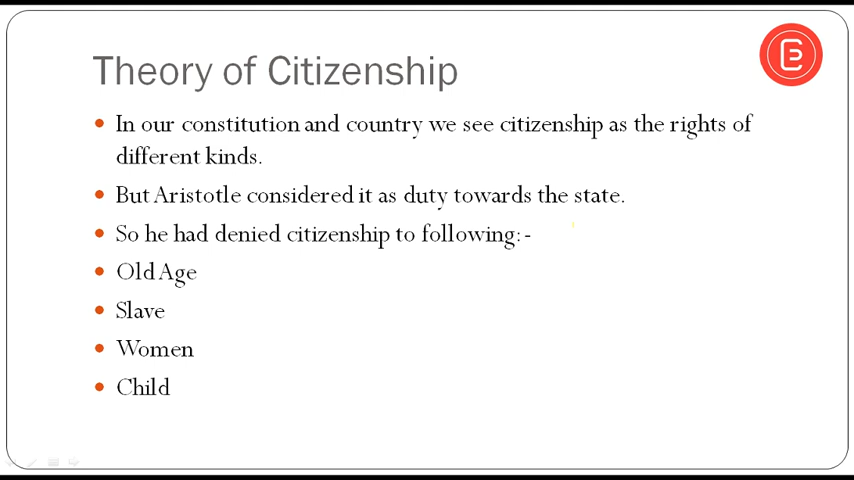 Theory of Citizenship
In our constitution and country we see citizenship as the rights of
different kinds.
But Aristotle considered it as duty towards the state.
So he had denied citizenship to following:-
Old Age
Slave
Women
Child